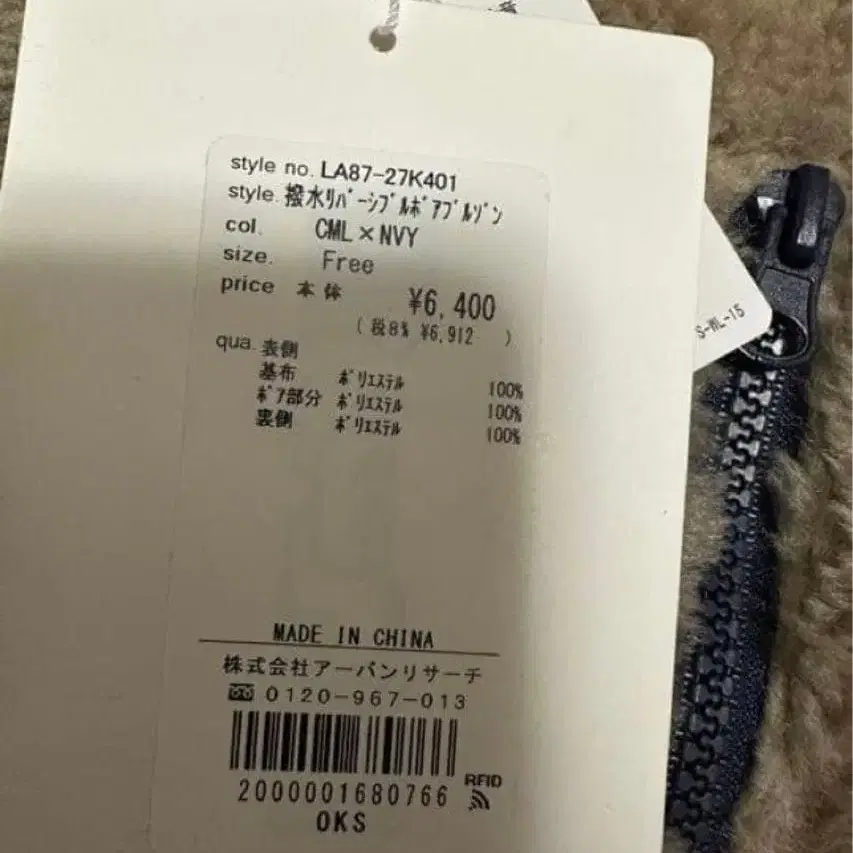 style no. LA87-27K401
style. 撥水ﾘﾊﾞｰｼﾌﾞﾙﾎﾞｱﾌﾞﾙｿﾞﾝ
col. CML×NVY
size. Free
price 本体 ¥6,400
(税8% ¥6,912 )
qua. 表側
基布 ﾎﾟﾘｴｽﾃﾙ 100%
ﾎﾞｱ部分 ﾎﾟﾘｴｽﾃﾙ 100%
裏側 ﾎﾟﾘｴｽﾃﾙ 100%
S-WL-15
MADE IN CHINA
株式会社アーバンリサーチ
0120-967-013
RFID
2000001680766
OKS